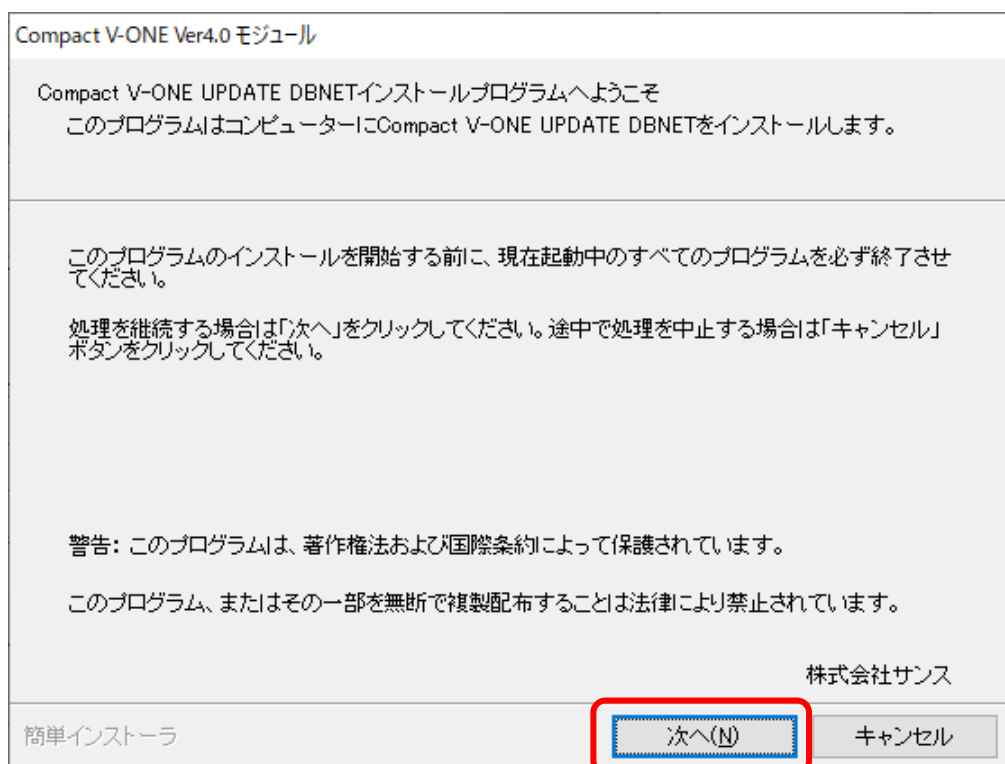 Compact V-ONE Ver4.0 モジュール
Compact V-ONE UPDATE DBNETインストールプログラムへようこそ
このプログラムはコンピューターにCompact V-ONE UPDATE DBNETをインストールします。
このプログラムのインストールを開始する前に、現在起動中のすべてのプログラムを必ず終了させ
てください。
処理を継続する場合は「次へ」をクリックしてください。途中で処理を中止する場合は「キャンセル」
ボタンをクリックしてください。
警告: このプログラムは、著作権法および国際条約によって保護されています。
このプログラム、またはその一部を無断で複製配布することは法律により禁止されています。
株式会社サンス
簡単インストーラ
次へ(N)
キャンセル